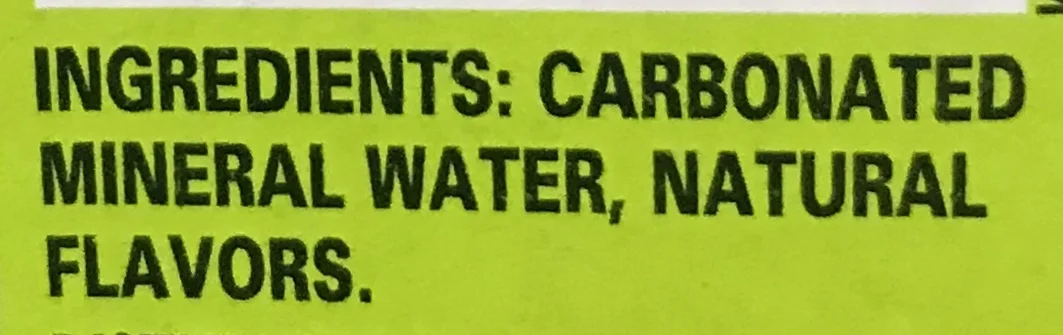 INGREDIENTS: CARBONATED
MINERAL WATER, NATURAL
FLAVORS.